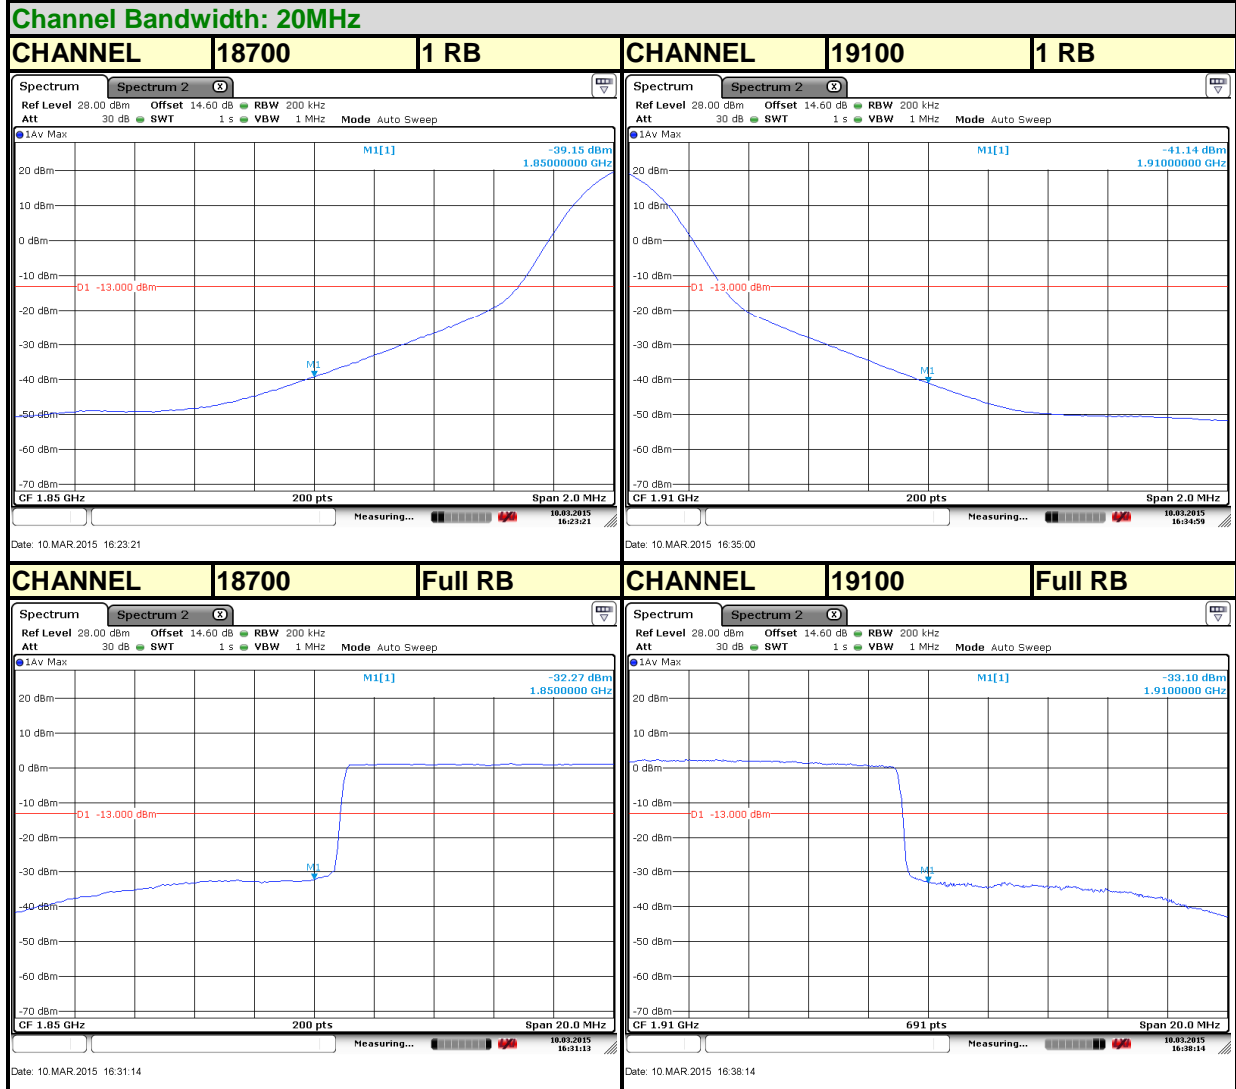 Channel Bandwidth: 20MHz
CHANNEL 18700 1 RB
Spectrum Spectrum 2 X
Ref Level 28.00 dBm Offset 14.60 dB RBW 200 kHz
Att 30 dB SWT 1 s VBW 1 MHz Mode Auto Sweep
1Av Max
M1[1] -39.15 dBm
1.85000000 GHz
20 dBm
10 dBm
0 dBm
-10 dBm
D1 -13.000 dBm
-20 dBm
-30 dBm
M1
-40 dBm
-50 dBm
-60 dBm
-70 dBm
CF 1.85 GHz 200 pts Span 2.0 MHz
Measuring... 10.03.2015
16:23:21
Date: 10.MAR.2015 16:23:21
CHANNEL 19100 1 RB
Spectrum Spectrum 2 X
Ref Level 28.00 dBm Offset 14.60 dB RBW 200 kHz
Att 30 dB SWT 1 s VBW 1 MHz Mode Auto Sweep
1Av Max
M1[1] -41.14 dBm
1.91000000 GHz
20 dBm
10 dBm
0 dBm
-10 dBm
D1 -13.000 dBm
-20 dBm
-30 dBm
M1
-40 dBm
-50 dBm
-60 dBm
-70 dBm
CF 1.91 GHz 200 pts Span 2.0 MHz
Measuring... 10.03.2015
16:34:59
Date: 10.MAR.2015 16:35:00
CHANNEL 18700 Full RB
Spectrum Spectrum 2 X
Ref Level 28.00 dBm Offset 14.60 dB RBW 200 kHz
Att 30 dB SWT 1 s VBW 1 MHz Mode Auto Sweep
1Av Max
M1[1] -32.27 dBm
1.8500000 GHz
20 dBm
10 dBm
0 dBm
-10 dBm
D1 -13.000 dBm
-20 dBm
-30 dBm
M1
-40 dBm
-50 dBm
-60 dBm
-70 dBm
CF 1.85 GHz 200 pts Span 20.0 MHz
Measuring... 10.03.2015
16:31:13
Date: 10.MAR.2015 16:31:14
CHANNEL 19100 Full RB
Spectrum Spectrum 2 X
Ref Level 28.00 dBm Offset 14.60 dB RBW 200 kHz
Att 30 dB SWT 1 s VBW 1 MHz Mode Auto Sweep
1Av Max
M1[1] -33.10 dBm
1.9100000 GHz
20 dBm
10 dBm
0 dBm
-10 dBm
D1 -13.000 dBm
-20 dBm
-30 dBm
M1
-40 dBm
-50 dBm
-60 dBm
-70 dBm
CF 1.91 GHz 691 pts Span 20.0 MHz
Measuring... 10.03.2015
16:38:14
Date: 10.MAR.2015 16:38:14